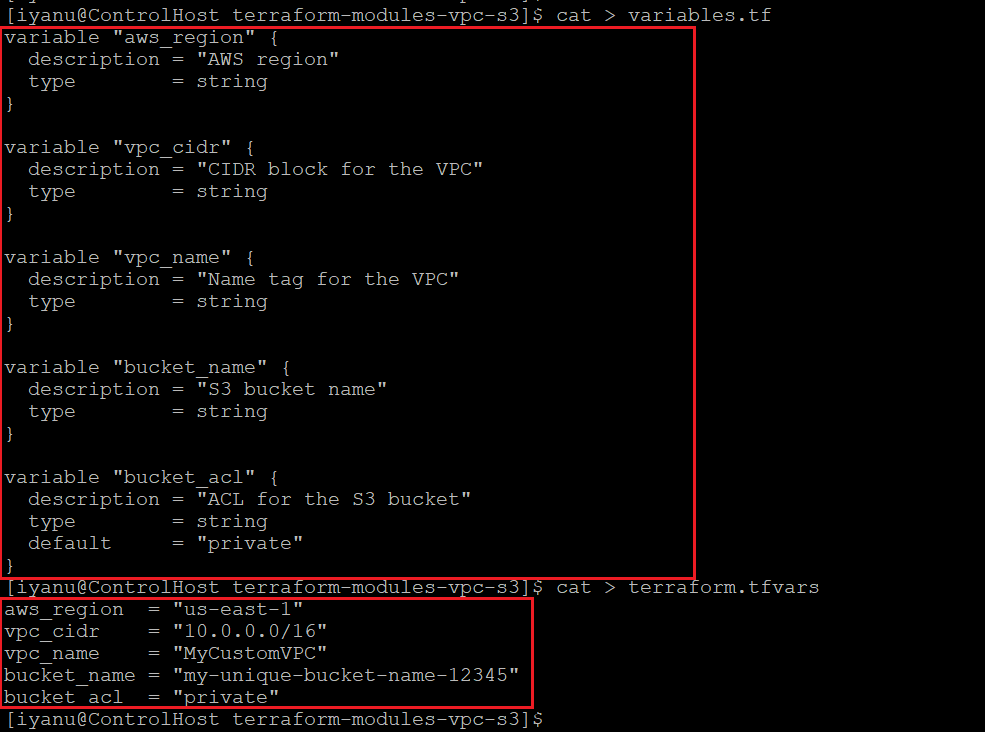 [iyanu@ControlHost terraform-modules-vpc-s3]$ cat > variables.tf
variable "aws_region" {
  description = "AWS region"
  type        = string
}

variable "vpc_cidr" {
  description = "CIDR block for the VPC"
  type        = string
}

variable "vpc_name" {
  description = "Name tag for the VPC"
  type        = string
}

variable "bucket_name" {
  description = "S3 bucket name"
  type        = string
}

variable "bucket_acl" {
  description = "ACL for the S3 bucket"
  type        = string
  default     = "private"
}
[iyanu@ControlHost terraform-modules-vpc-s3]$ cat > terraform.tfvars
aws_region  = "us-east-1"
vpc_cidr    = "10.0.0.0/16"
vpc_name    = "MyCustomVPC"
bucket_name = "my-unique-bucket-name-12345"
bucket_acl  = "private"
[iyanu@ControlHost terraform-modules-vpc-s3]$